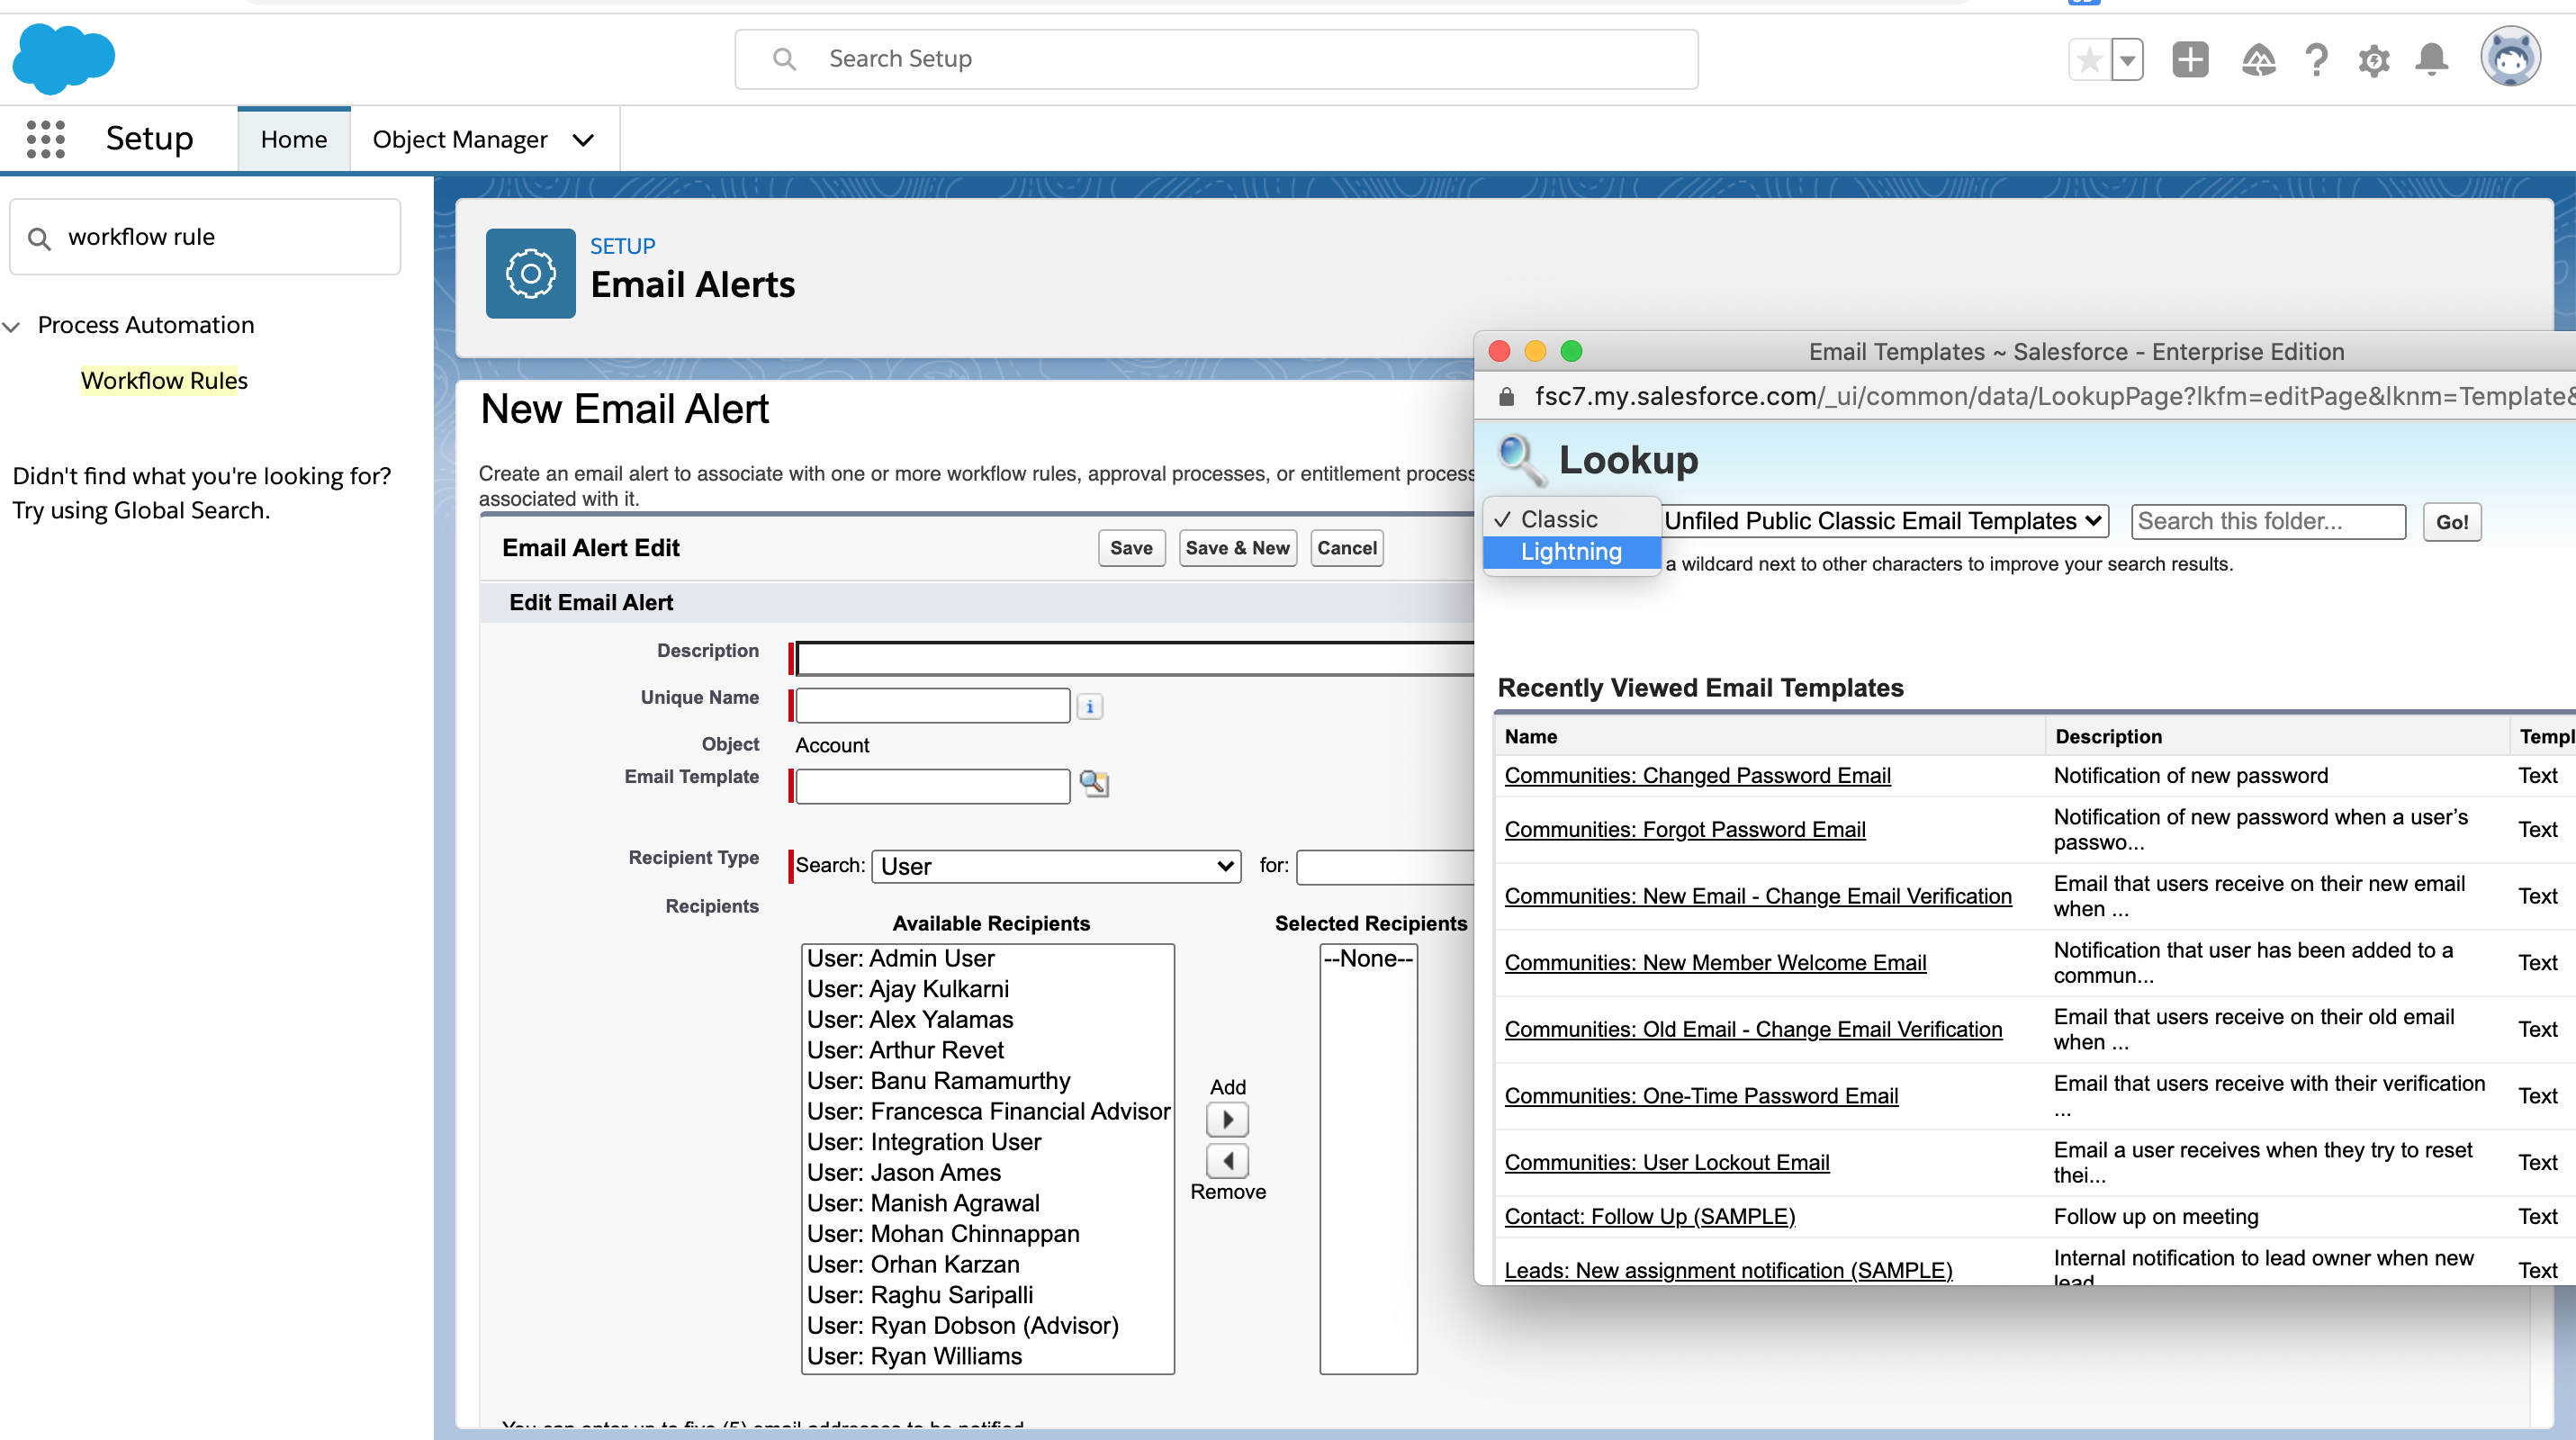 Search Setup
Setup
Home
Object Manager
workflow rule
Process Automation
Workflow Rules
Didn't find what you're looking for?
Try using Global Search.
SETUP
Email Alerts
New Email Alert
Create an email alert to associate with one or more workflow rules, approval processes, or entitlement process
associated with it.
Email Alert Edit
Save
Save & New
Cancel
Edit Email Alert
Description
Unique Name
i
Object
Account
Email Template
Recipient Type
Search:
User
for:
Recipients
Available Recipients
Selected Recipients
User: Admin User
User: Ajay Kulkarni
User: Alex Yalamas
User: Arthur Revet
User: Banu Ramamurthy
User: Francesca Financial Advisor
User: Integration User
User: Jason Ames
User: Manish Agrawal
User: Mohan Chinnappan
User: Orhan Karzan
User: Raghu Saripalli
User: Ryan Dobson (Advisor)
User: Ryan Williams
Add
Remove
--None--
You can enter up to five (5) email addresses to be notified.
Email Templates ~ Salesforce - Enterprise Edition
fsc7.my.salesforce.com/_ui/common/data/LookupPage?lkfm=editPage&lknm=Template&
Lookup
✓ Classic
Lightning
Unfiled Public Classic Email Templates
Search this folder...
Go!
a wildcard next to other characters to improve your search results.
Recently Viewed Email Templates
Name Description Templ
Communities: Changed Password Email Notification of new password Text
Communities: Forgot Password Email Notification of new password when a user's
passwo... Text
Communities: New Email - Change Email Verification Email that users receive on their new email
when ... Text
Communities: New Member Welcome Email Notification that user has been added to a
commun... Text
Communities: Old Email - Change Email Verification Email that users receive on their old email
when ... Text
Communities: One-Time Password Email Email that users receive with their verification
... Text
Communities: User Lockout Email Email a user receives when they try to reset
thei... Text
Contact: Follow Up (SAMPLE) Follow up on meeting Text
Leads: New assignment notification (SAMPLE) Internal notification to lead owner when new
lead Text